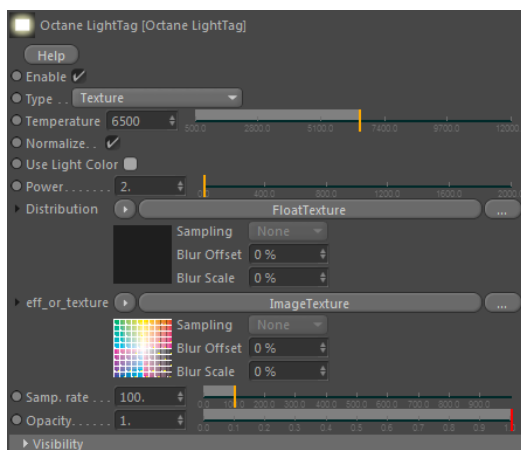 Octane LightTag [Octane LightTag]
Help
Enable
Type . . Texture
Temperature 6500 500.0 2800.0 5100.0 7400.0 9700.0 12000
Normalize. .
Use Light Color
Power. . . . . . . 2. 0.0 400.0 800.0 1200.0 1600.0 2000.0
Distribution FloatTexture ...
Sampling None
Blur Offset 0 %
Blur Scale 0 %
eff_or_texture ImageTexture ...
Sampling None
Blur Offset 0 %
Blur Scale 0 %
Samp. rate . . . 100. 100.0 200.0 300.0 400.0 500.0 600.0 700.0 800.0 900.0
Opacity. . . . . . 1. 0.0 0.1 0.2 0.3 0.4 0.5 0.6 0.7 0.8 0.9 1.0
Visibility